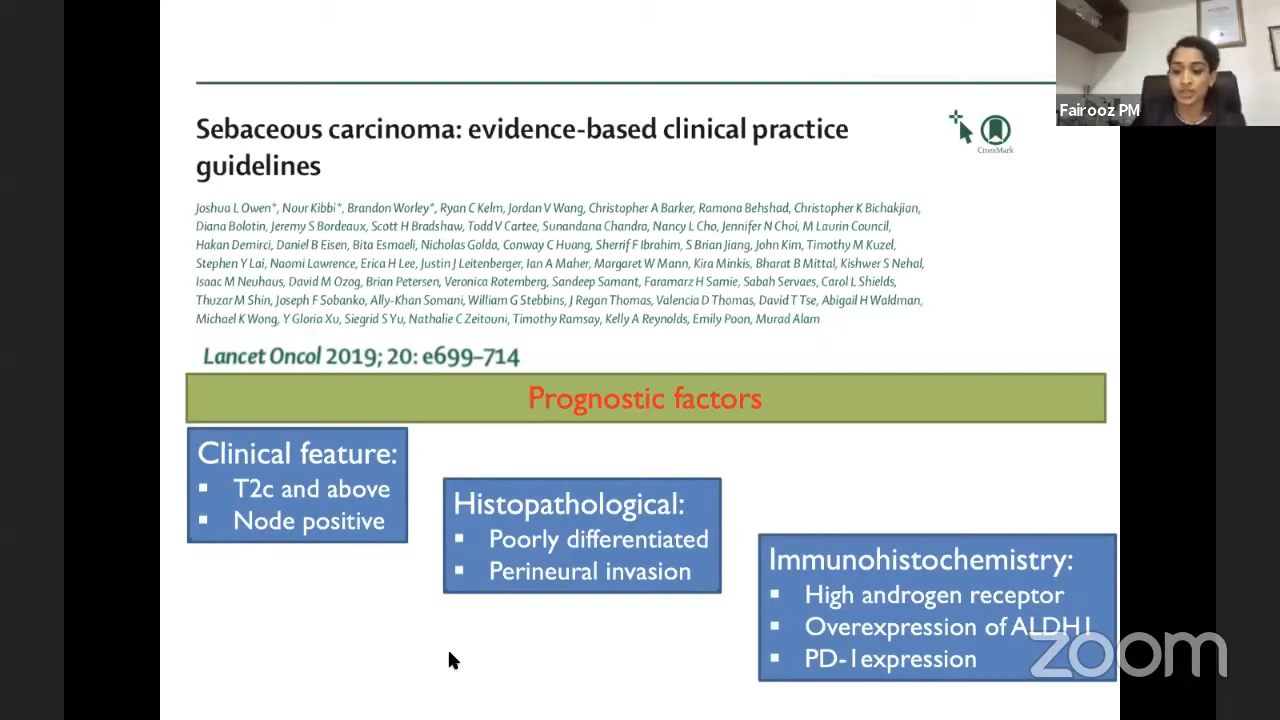 Fairooz PM
Sebaceous carcinoma: evidence-based clinical practice
guidelines
CrossMark
Joshua L Owen*, Nour Kibbi*, Brandon Worley*, Ryan C Kelm, Jordan V Wang, Christopher A Barker, Ramona Behshad, Christopher K Bichakjian,
Diana Bolotin, Jeremy S Bordeaux, Scott H Bradshaw, Todd V Cartee, Sunandana Chandra, Nancy L Cho, Jennifer N Choi, M Laurin Council,
Hakan Demirci, Daniel B Eisen, Bita Esmaeli, Nicholas Golda, Conway C Huang, Sherrif F Ibrahim, S Brian Jiang, John Kim, Timothy M Kuzel,
Stephen Y Lai, Naomi Lawrence, Erica H Lee, Justin J Leitenberger, Ian A Maher, Margaret W Mann, Kira Minkis, Bharat B Mittal, Kishwer S Nehal,
Isaac M Neuhaus, David M Ozog, Brian Petersen, Veronica Rotemberg, Sandeep Samant, Faramarz H Samie, Sabah Servaes, Carol L Shields,
Thuzar M Shin, Joseph F Sobanko, Ally-Khan Somani, William G Stebbins, J Regan Thomas, Valencia D Thomas, David T Tse, Abigail H Waldman,
Michael K Wong, Y Gloria Xu, Siegrid S Yu, Nathalie C Zeitouni, Timothy Ramsay, Kelly A Reynolds, Emily Poon, Murad Alam
Lancet Oncol 2019; 20: e699–714
Prognostic factors
Clinical feature:
▪ T2c and above
▪ Node positive
Histopathological:
▪ Poorly differentiated
▪ Perineural invasion
Immunohistochemistry:
▪ High androgen receptor
▪ Overexpression of ALDH1
▪ PD-1expression
zoom